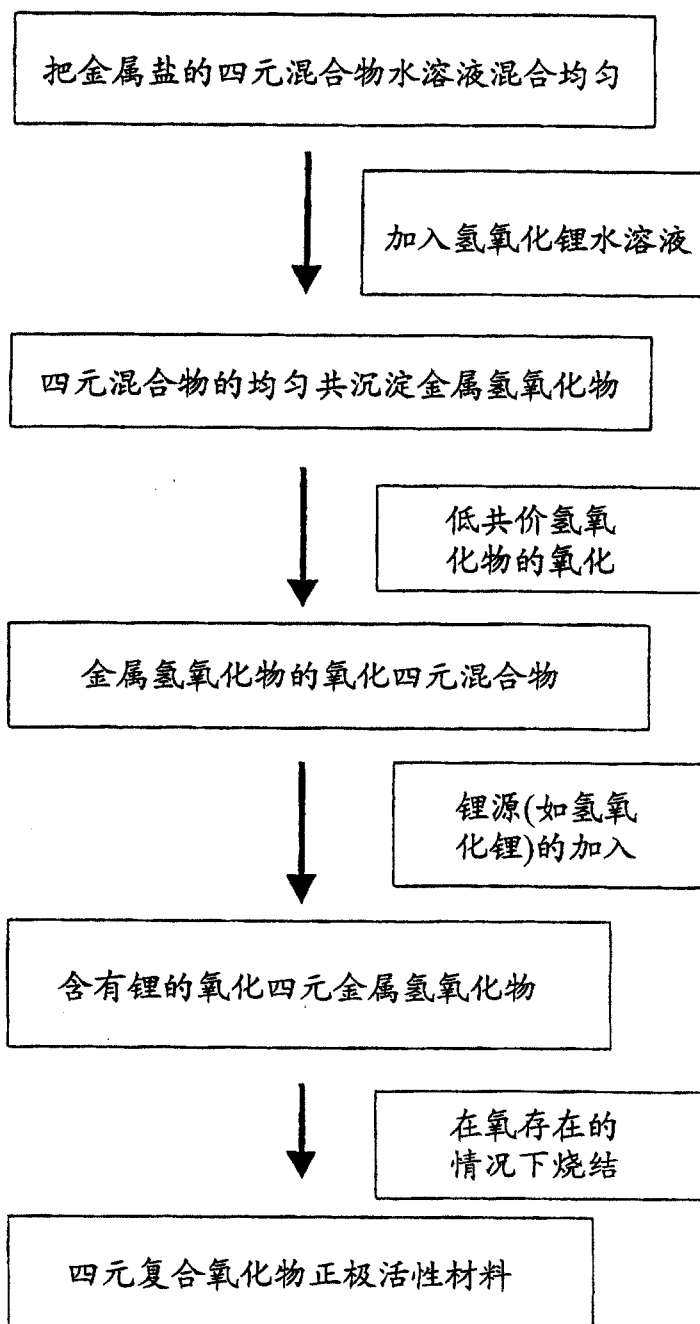 把金属盐的四元混合物水溶液混合均匀
加入氢氧化锂水溶液
四元混合物的均匀共沉淀金属氢氧化物
低共价氢氧
化物的氧化
金属氢氧化物的氧化四元混合物
锂源(如氢氧
化锂)的加入
含有锂的氧化四元金属氢氧化物
在氧存在的
情况下烧结
四元复合氧化物正极活性材料